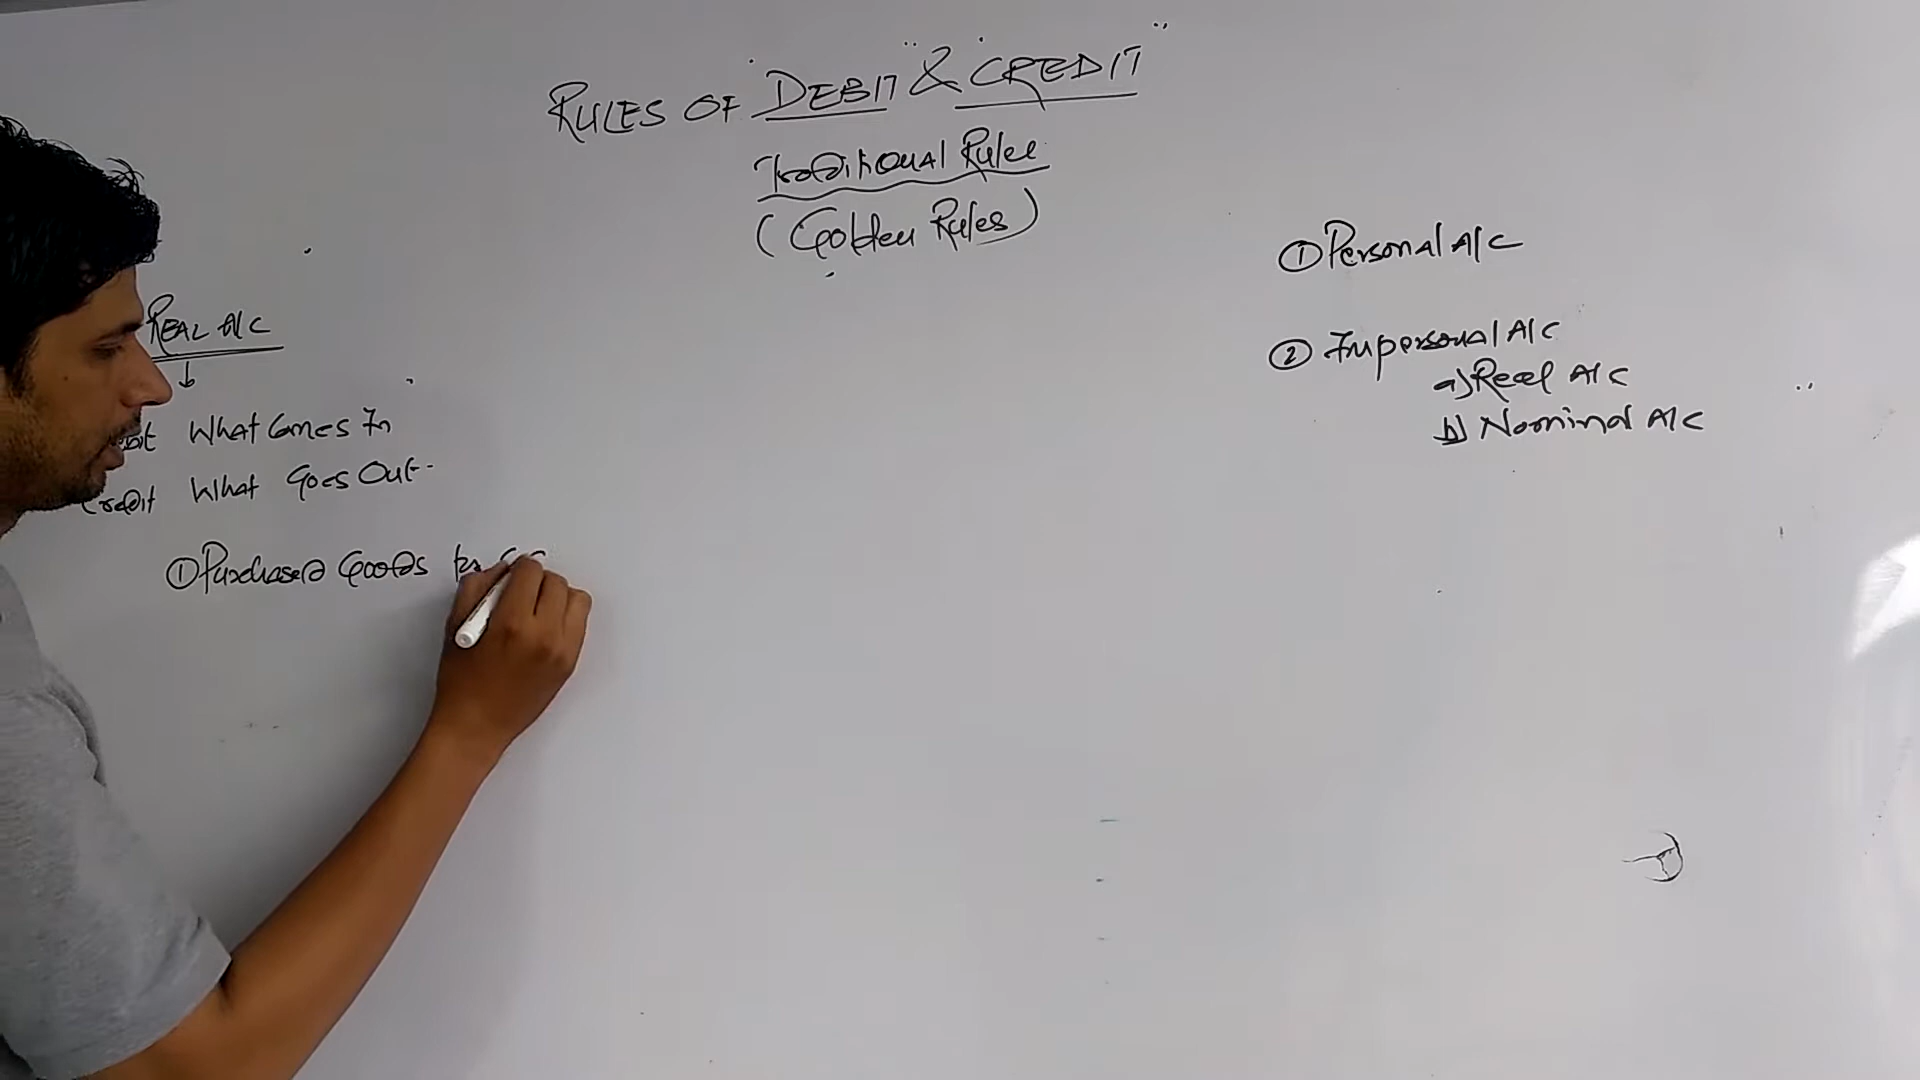 RULES OF "DEBIT" & "CREDIT"
Traditional Rules
(Golden Rules)
REAL A/C
What Comes In
Credit What Goes Out.
① Purchased Goods for
① Personal A/C
② Impersonal A/C
a) Real A/C
b) Nominal A/C